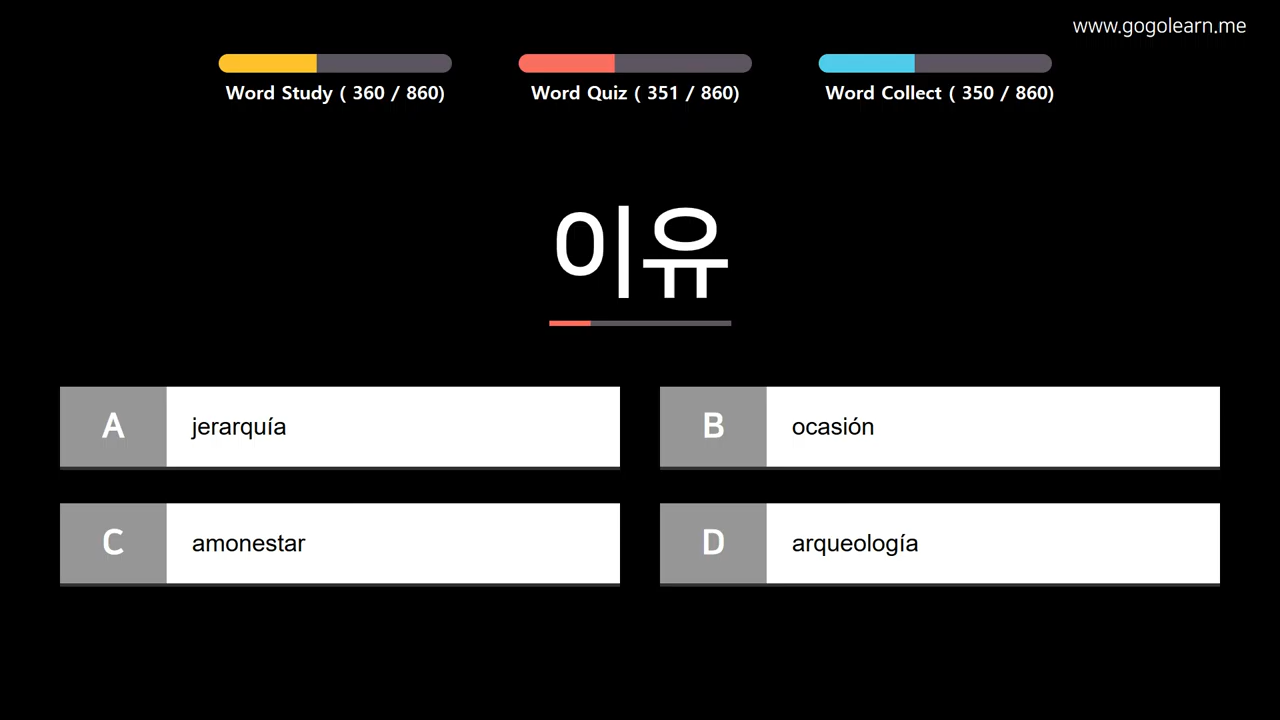 www.gogolearn.me
Word Study ( 360 / 860)
Word Quiz ( 351 / 860)
Word Collect ( 350 / 860)
이유
A jerarquía
B ocasión
C amonestar
D arqueología